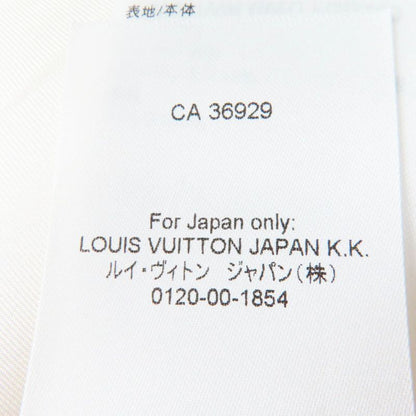 表地/本体
CA 36929
For Japan only:
LOUIS VUITTON JAPAN K.K.
ルイ・ヴィトン　ジャパン(株)
0120-00-1854